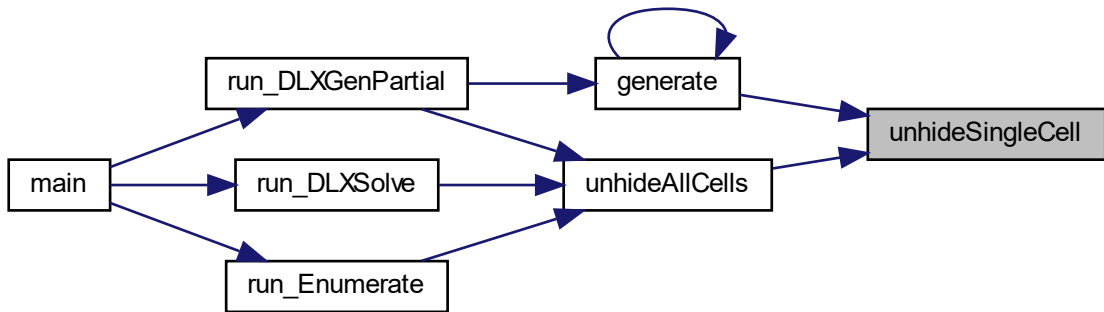 run_DLXGenPartial
generate
unhideSingleCell
main
run_DLXSolve
unhideAllCells
run_Enumerate